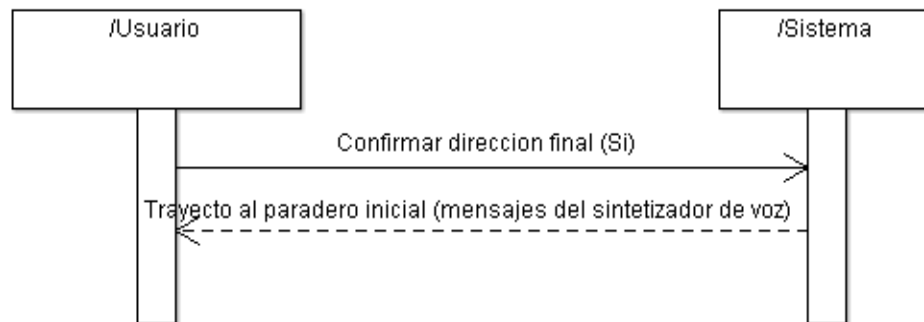 /Usuario
/Sistema
Confirmar direccion final (Si)
Trayecto al paradero inicial (mensajes del sintetizador de voz)